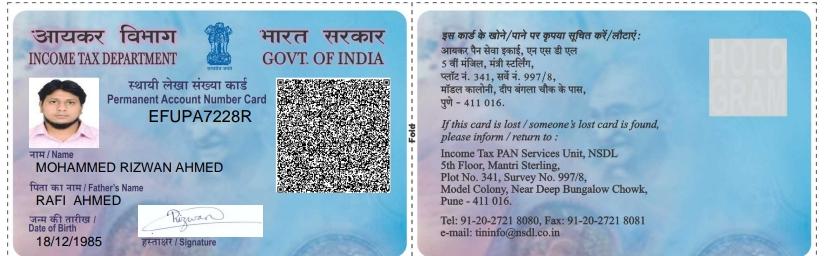 आयकर विभाग
INCOME TAX DEPARTMENT
भारत सरकार
GOVT. OF INDIA
स्थायी लेखा संख्या कार्ड
Permanent Account Number Card
EFUPA7228R
नाम / Name
MOHAMMED RIZWAN AHMED
पिता का नाम / Father's Name
RAFI AHMED
जन्म की तारीख /
Date of Birth
18/12/1985
Rizwan
हस्ताक्षर / Signature
Fold
इस कार्ड के खोने/पाने पर कृपया सूचित करें/लौटाएं :
आयकर पैन सेवा इकाई, एन एस डी एल
5 वीं मंजिल, मंत्री स्टर्लिंग,
प्लॉट नं. 341, सर्वे नं. 997/8,
मॉडल कालोनी, दीप बंगला चौक के पास,
पुणे - 411 016.
HOLO
GRAM
If this card is lost / someone's lost card is found,
please inform / return to :
Income Tax PAN Services Unit, NSDL
5th Floor, Mantri Sterling,
Plot No. 341, Survey No. 997/8,
Model Colony, Near Deep Bungalow Chowk,
Pune - 411 016.
Tel: 91-20-2721 8080, Fax: 91-20-2721 8081
e-mail: tininfo@nsdl.co.in